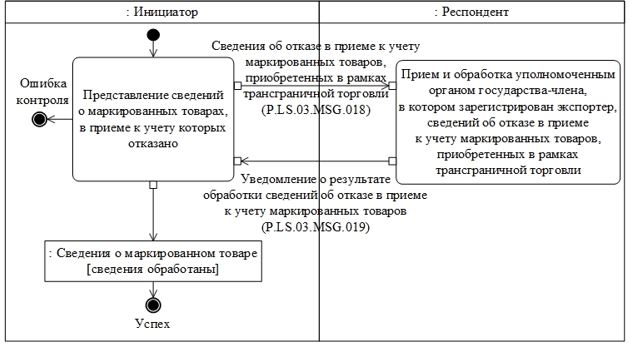 : Инициатор
: Респондент
Сведения об отказе в приеме к учету
маркированных товаров,
приобретенных в рамках
трансграничной торговли
(P.LS.03.MSG.018)
Ошибка
контроля
Представление сведений
о маркированных товарах,
в приеме к учету которых
отказано
Прием и обработка уполномоченным
органом государства-члена,
в котором зарегистрирован экспортер,
сведений об отказе в приеме
к учету маркированных товаров,
приобретенных в рамках
трансграничной торговли
Уведомление о результате
обработки сведений об отказе в приеме
к учету маркированных товаров
(P.LS.03.MSG.019)
: Сведения о маркированном товаре
[сведения обработаны]
Успех